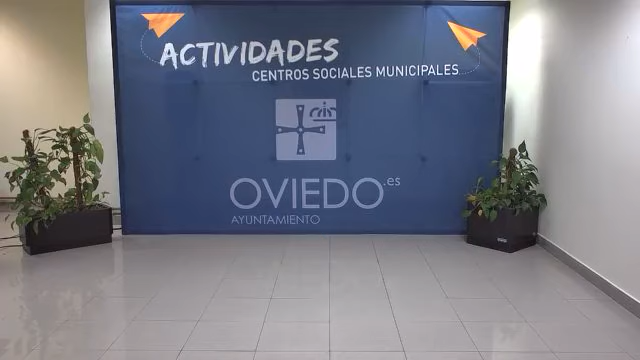 ACTIVIDADES
CENTROS SOCIALES MUNICIPALES
OVIEDO.es
AYUNTAMIENTO